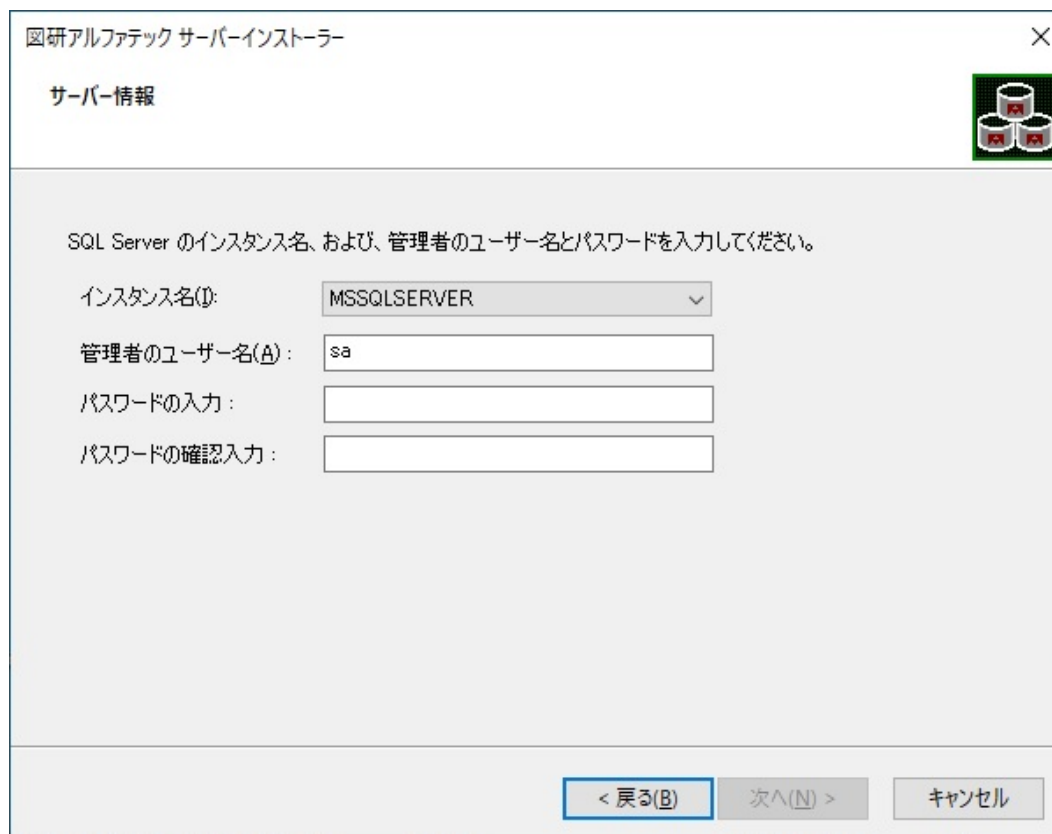 図研アルファテック サーバーインストーラー
サーバー情報
SQL Server のインスタンス名、および、管理者のユーザー名とパスワードを入力してください。
インスタンス名(I): MSSQLSERVER
管理者のユーザー名(A) : sa
パスワードの入力 :
パスワードの確認入力 :
< 戻る(B) 次へ(N) > キャンセル